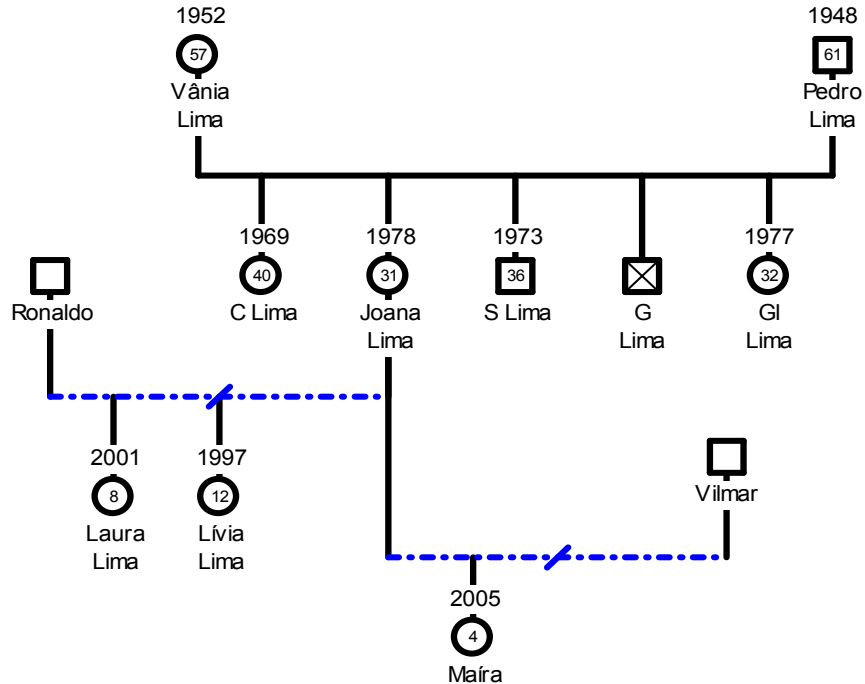 1952
1948
57
61
Vânia
Lima
Pedro
Lima
1969
1978
1973
1977
40
31
36
32
Ronaldo
C Lima
Joana
Lima
S Lima
G
Lima
GI
Lima
2001
1997
8
12
Laura
Lima
Lívia
Lima
Vilmar
2005
4
Maíra